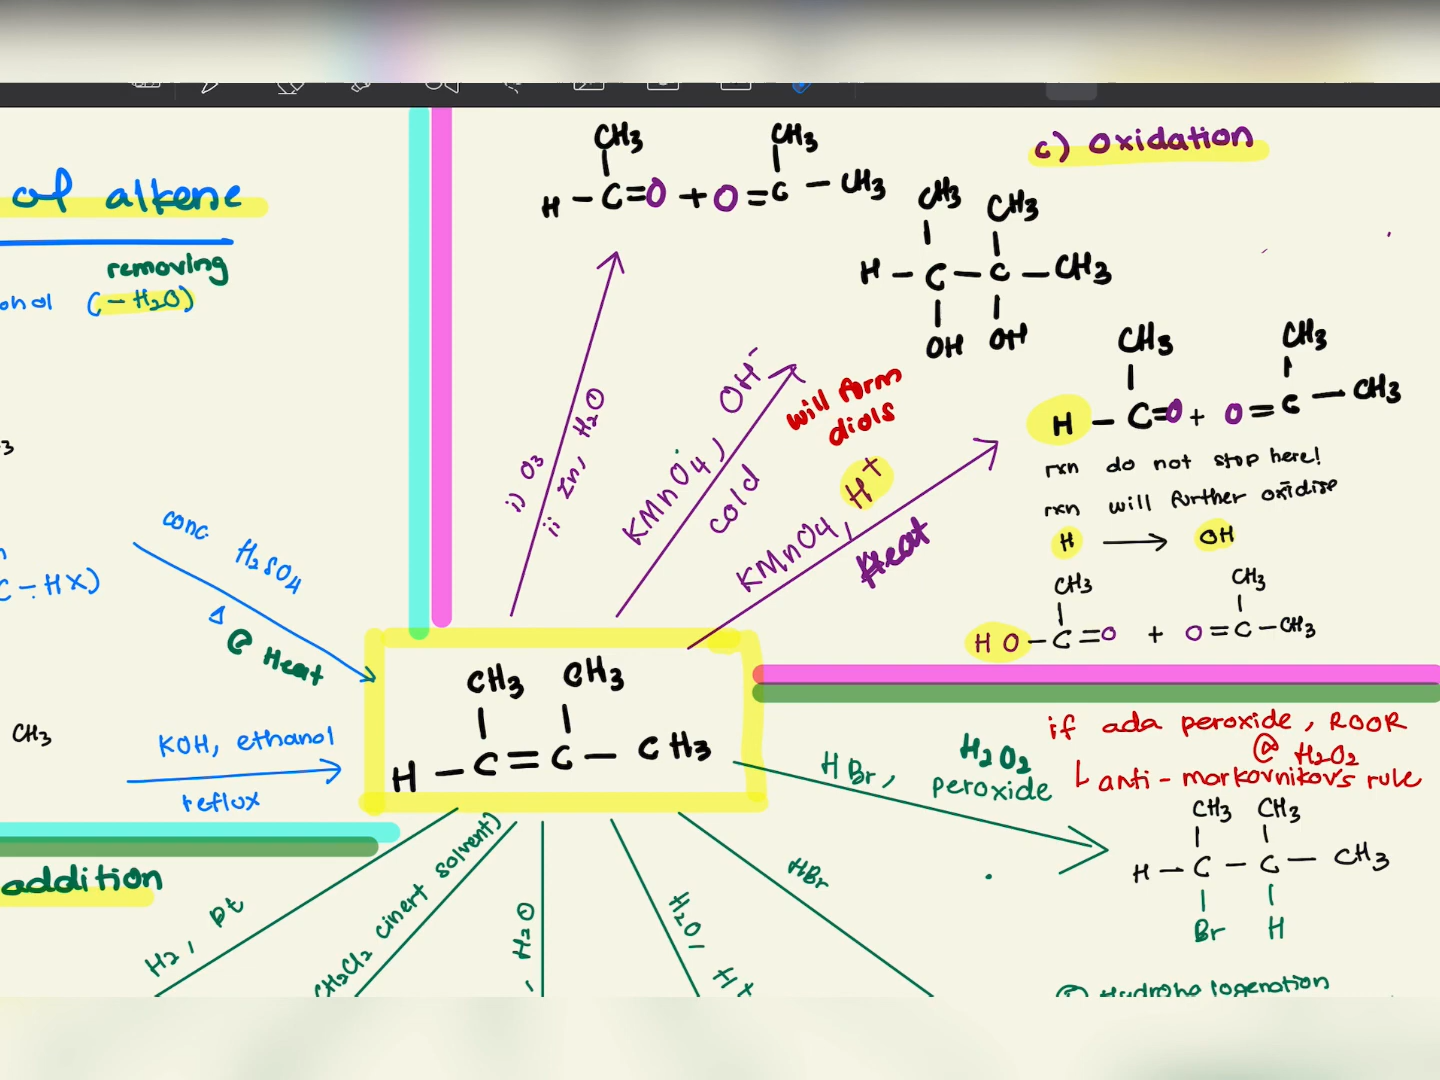 of alkene
removing
(-H2O)
CH3
conc. H2SO4
Δ @ Heat
KOH, ethanol
reflux
addition
c) oxidation
CH3 CH3
H - C=O + O=C - CH3
i) O3
ii Zn, H2O
KMnO4, OH-
cold
will form
diols
CH3 CH3
H - C - C - CH3
OH OH
KMnO4, H+
Heat
CH3 CH3
H - C=O + O=C - CH3
rxn do not stop here!
rxn will further oxidise
H → OH
CH3 CH3
HO - C=O + O=C - CH3
CH3 CH3
H - C = C - CH3
HBr, H2O2
peroxide
if ada peroxide, ROOR
@ H2O2
anti-markovnikov's rule
CH3 CH3
H - C - C - CH3
Br H
H2, Pt
CH2Cl2 cinert solvent)
, H2O
H2O, H+
HBr